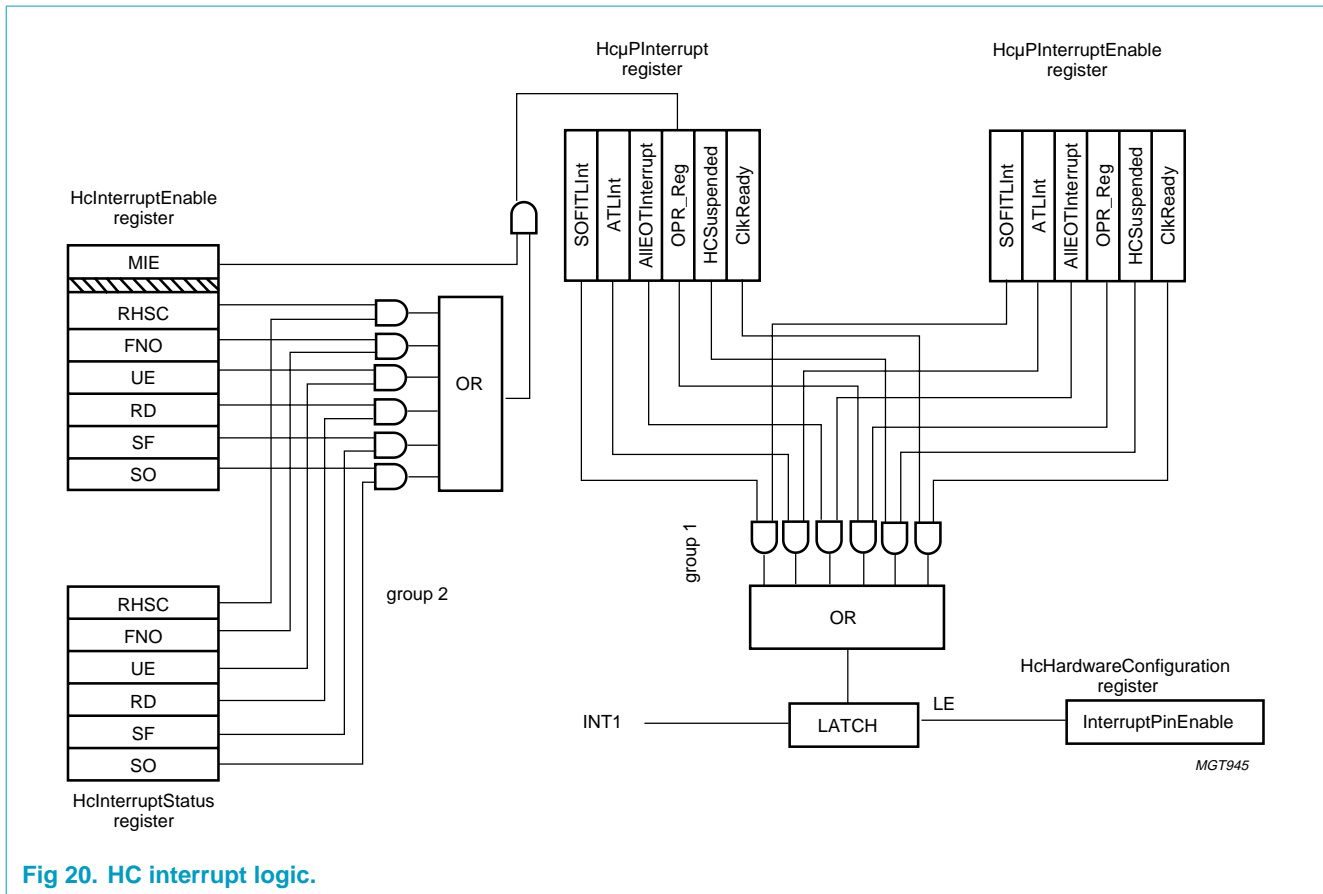 HcµPInterrupt
register
HcµPInterruptEnable
register
SOFITLInt
ATLInt
AllEOTInterrupt
OPR_Reg
HCSuspended
ClkReady
SOFITLInt
ATLInt
AllEOTInterrupt
OPR_Reg
HCSuspended
ClkReady
HcInterruptEnable
register
MIE
RHSC
FNO
UE
RD
SF
SO
OR
group 1
group 2
RHSC
FNO
UE
RD
SF
SO
HcInterruptStatus
register
OR
HcHardwareConfiguration
register
INT1
LATCH
LE
InterruptPinEnable
MGT945
Fig 20. HC interrupt logic.